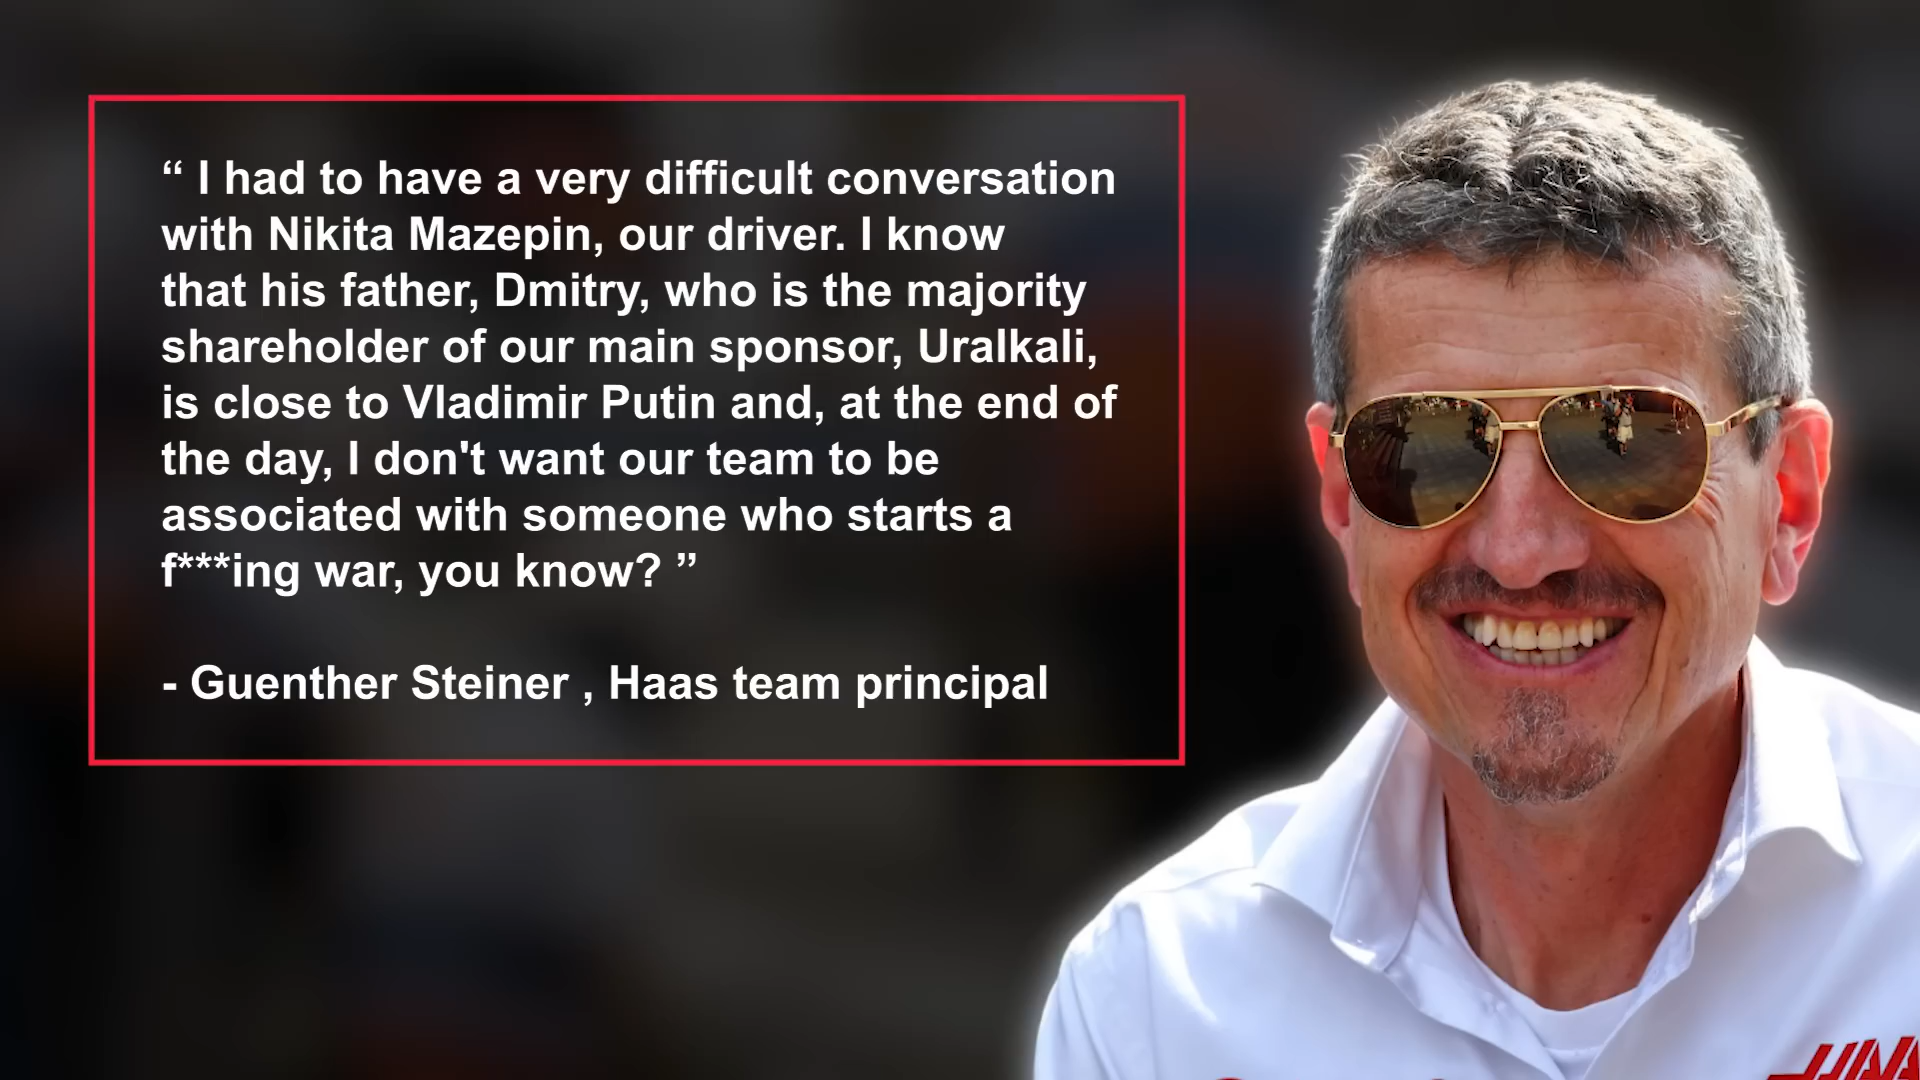 “ I had to have a very difficult conversation
with Nikita Mazepin, our driver. I know
that his father, Dmitry, who is the majority
shareholder of our main sponsor, Uralkali,
is close to Vladimir Putin and, at the end of
the day, I don't want our team to be
associated with someone who starts a
f***ing war, you know? ”
- Guenther Steiner , Haas team principal